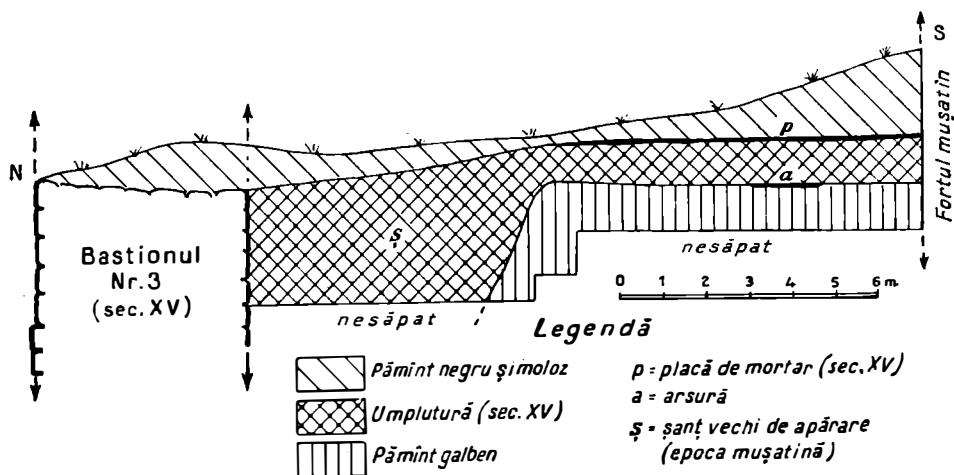 S
N
p
a
ș
Fortul mușatin
Bastionul
Nr. 3
(sec. XV)
nesăpat
nesăpat
0 1 2 3 4 5 6 m.
Legendă
Pămînt negru și moloz
Umplutură (sec. XV)
Pămînt galben
p = placă de mortar (sec. XV)
a = arsură
ș = șanț vechi de apărare
(epoca mușatină)